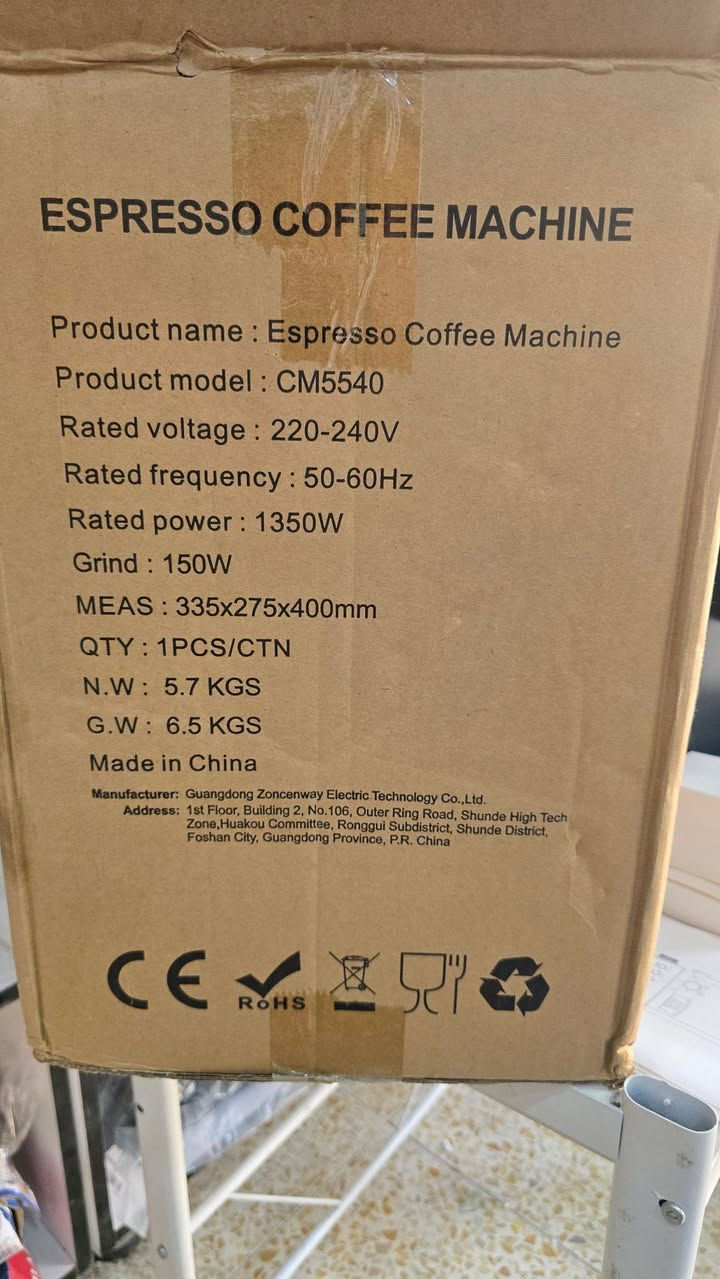 ESPRESSO COFFEE MACHINE
Product name : Espresso Coffee Machine
Product model : CM5540
Rated voltage : 220-240V
Rated frequency : 50-60Hz
Rated power : 1350W
Grind : 150W
MEAS : 335x275x400mm
QTY : 1PCS/CTN
N.W : 5.7 KGS
G.W : 6.5 KGS
Made in China
Manufacturer: Guangdong Zoncenway Electric Technology Co.,Ltd.
Address: 1st Floor, Building 2, No.106, Outer Ring Road, Shunde High Tech
Zone,Huakou Committee, Ronggui Subdistrict, Shunde District,
Foshan City, Guangdong Province, P.R. China
CE RoHS